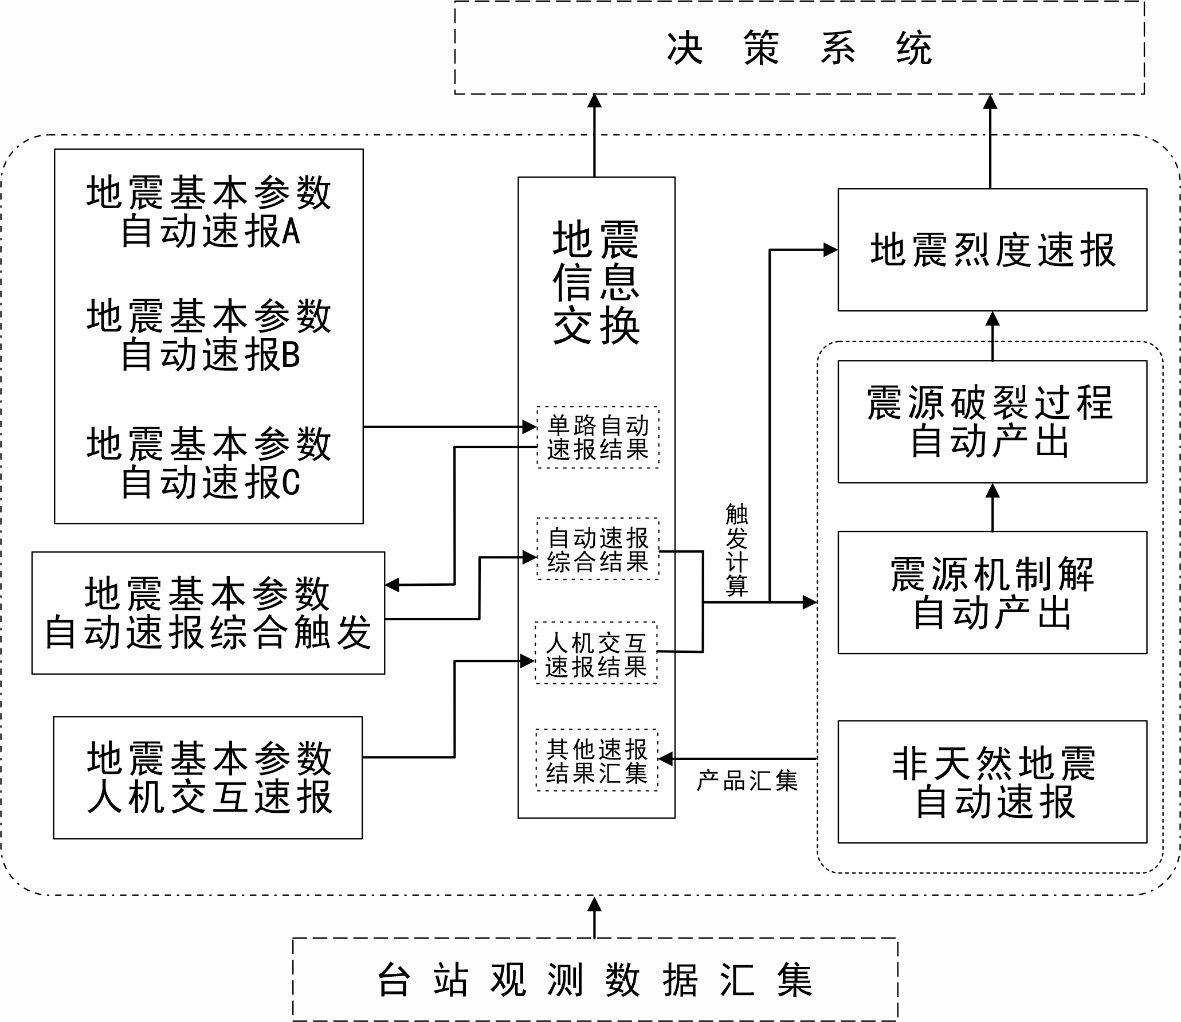 决策系统
地震基本参数
自动速报A
地震基本参数
自动速报B
地震基本参数
自动速报C
地震基本参数
自动速报综合触发
地震基本参数
人机交互速报
地震
信息
交换
单路自动
速报结果
自动速报
综合结果
人机交互
速报结果
其他速报
结果汇集
触发计算
产品汇集
地震烈度速报
震源破裂过程
自动产出
震源机制解
自动产出
非天然地震
自动速报
台站观测数据汇集